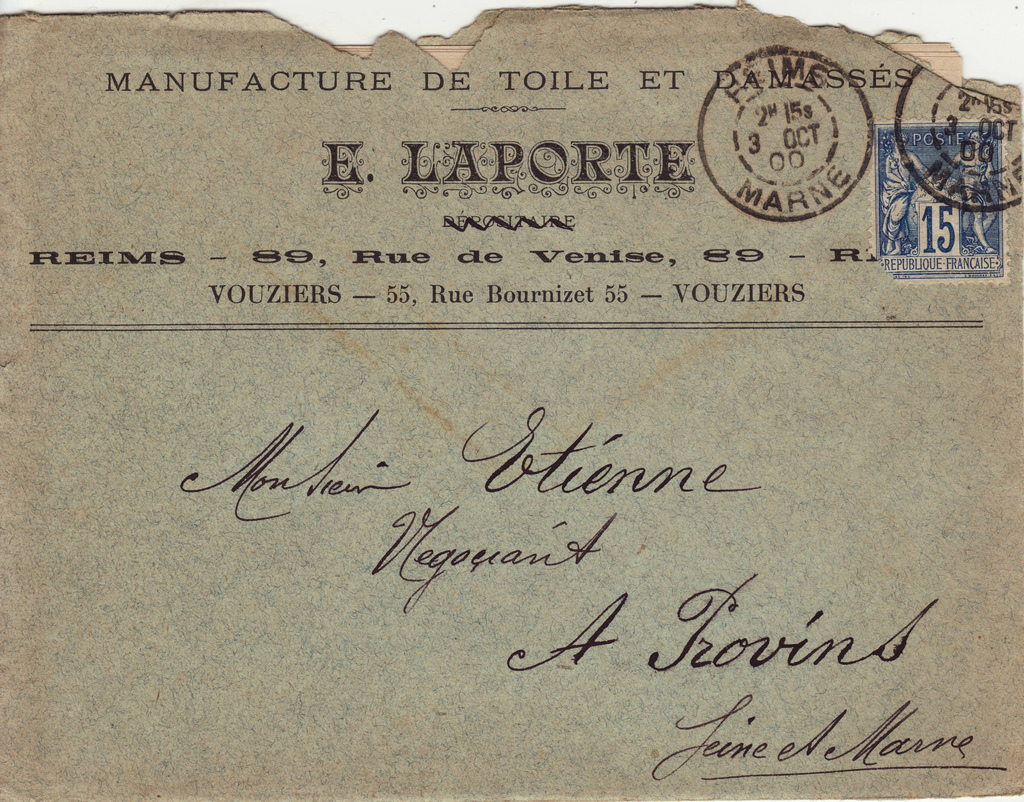 MANUFACTURE DE TOILE ET DAMASSÉS
E. LAPORTE
DÉPOSITAIRE
REIMS - 89, Rue de Venise, 89 - RE
VOUZIERS — 55, Rue Bournizet 55 — VOUZIERS
REIMS
2H 15S
3 OCT
00
MARNE
2H 15S
3 OCT
00
MARNE
POSTE
15
REPUBLIQUE FRANÇAISE
Monsieur Etienne
Negociant
A Provins
Seine et Marne